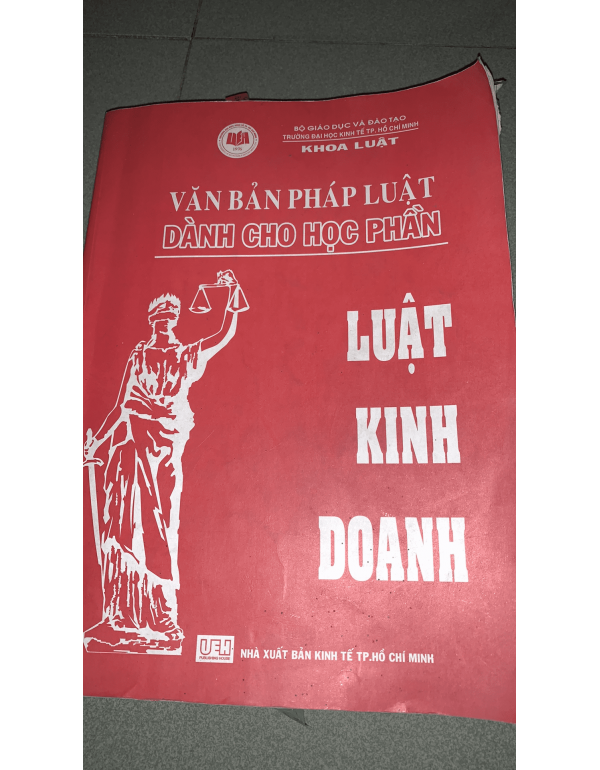 BỘ GIÁO DỤC VÀ ĐÀO TẠO
TRƯỜNG ĐẠI HỌC KINH TẾ TP. HỒ CHÍ MINH
KHOA LUẬT
VĂN BẢN PHÁP LUẬT
DÀNH CHO HỌC PHẦN
LUẬT
KINH
DOANH
UEH
PUBLISHING HOUSE
NHÀ XUẤT BẢN KINH TẾ TP.HỒ CHÍ MINH